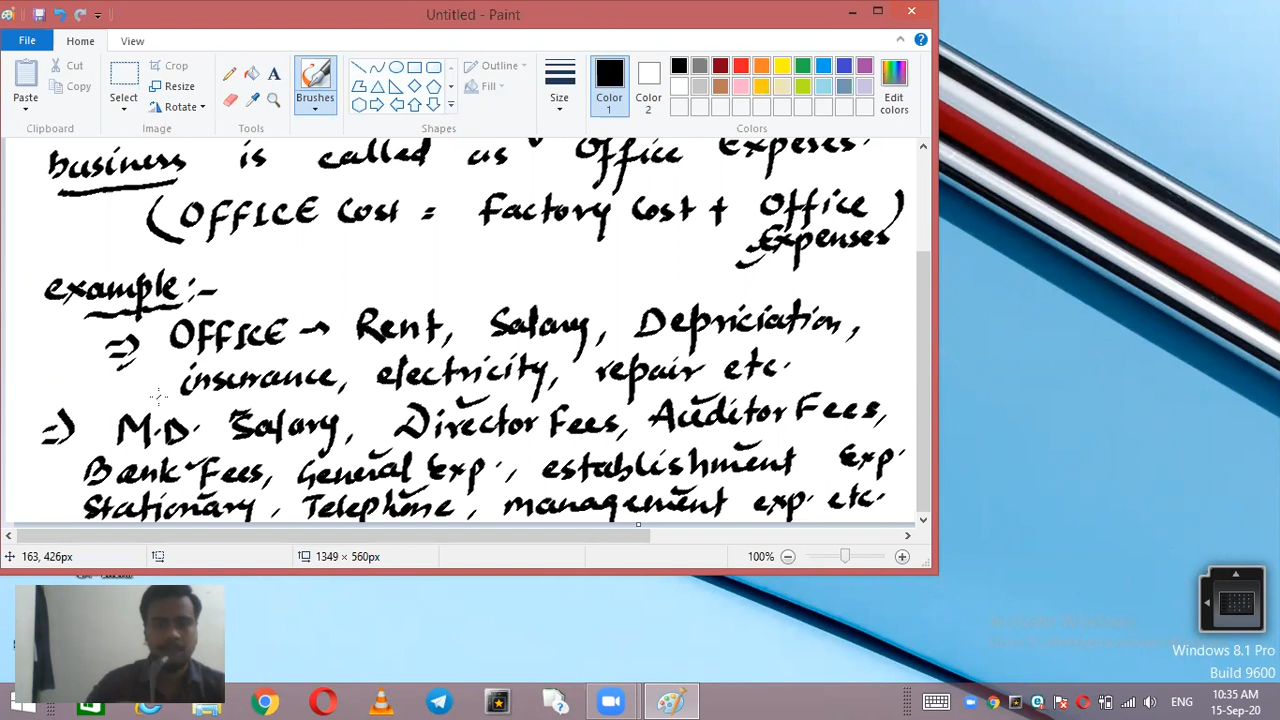 Untitled - Paint
File Home View
Paste Cut Copy
Select Crop Resize Rotate
Brushes
Outline Fill
Size
Color 1 Color 2
Edit colors
Clipboard Image Tools Shapes Colors
business is called as Office Expeses.
(OFFICE Cost = Factory Cost + Office
Expenses)
example:-
=> OFFICE → Rent, Salary, Depriciation,
insurance, electricity, repair etc.
=> M.D. Salary, Director Fees, Auditor Fees,
Bank Fees, General Exp., establishment Exp.
Stationary, Telephone, management exp. etc.
163, 426px 1349 × 560px 100%
Windows 8.1 Pro
Build 9600
ENG
10:35 AM
15-Sep-20